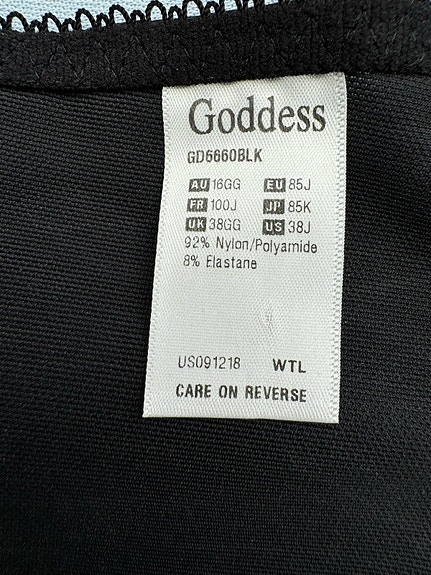 Goddess
GD6660BLK
AU 16GG EU 85J
FR 100J JP 85K
UK 38GG US 38J
92% Nylon/Polyamide
8% Elastane
US091218 WTL
CARE ON REVERSE